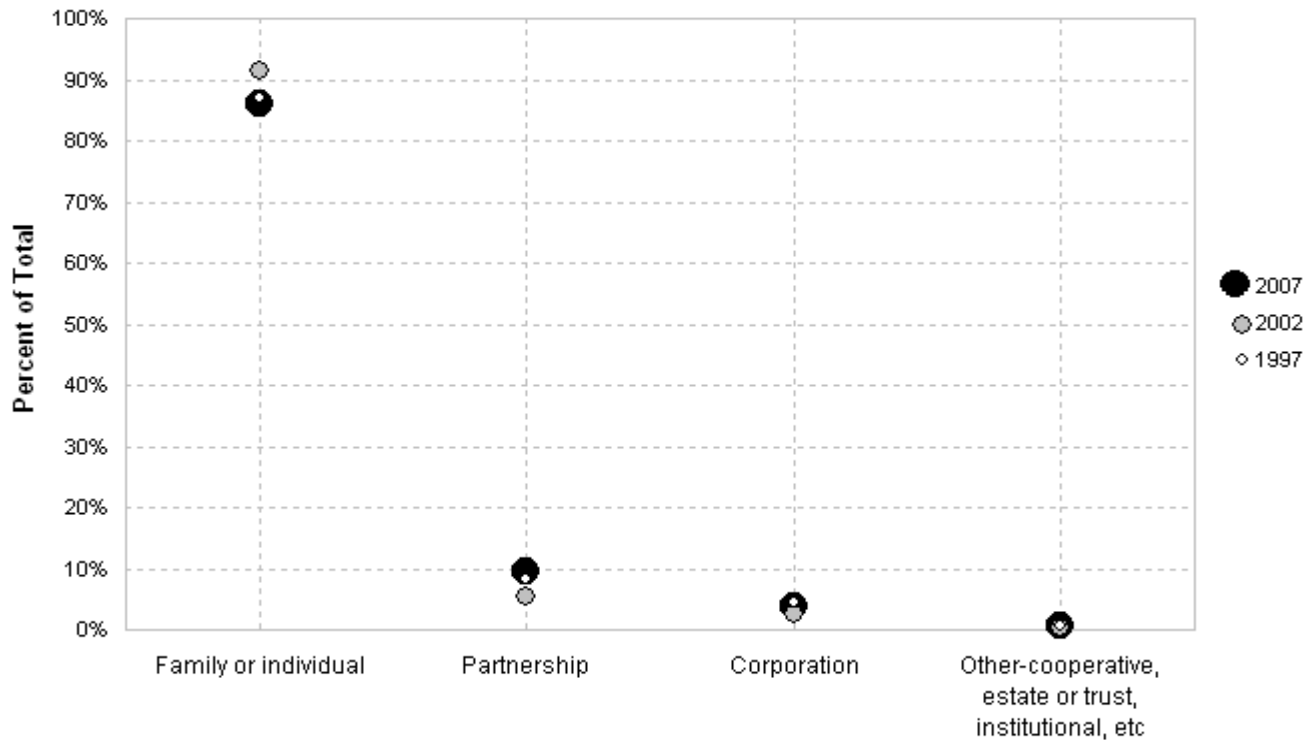 100%
90%
80%
70%
60%
50%
40%
30%
20%
10%
0%
Percent of Total
Family or individual
Partnership
Corporation
Other-cooperative,
estate or trust,
institutional, etc
2007
2002
1997